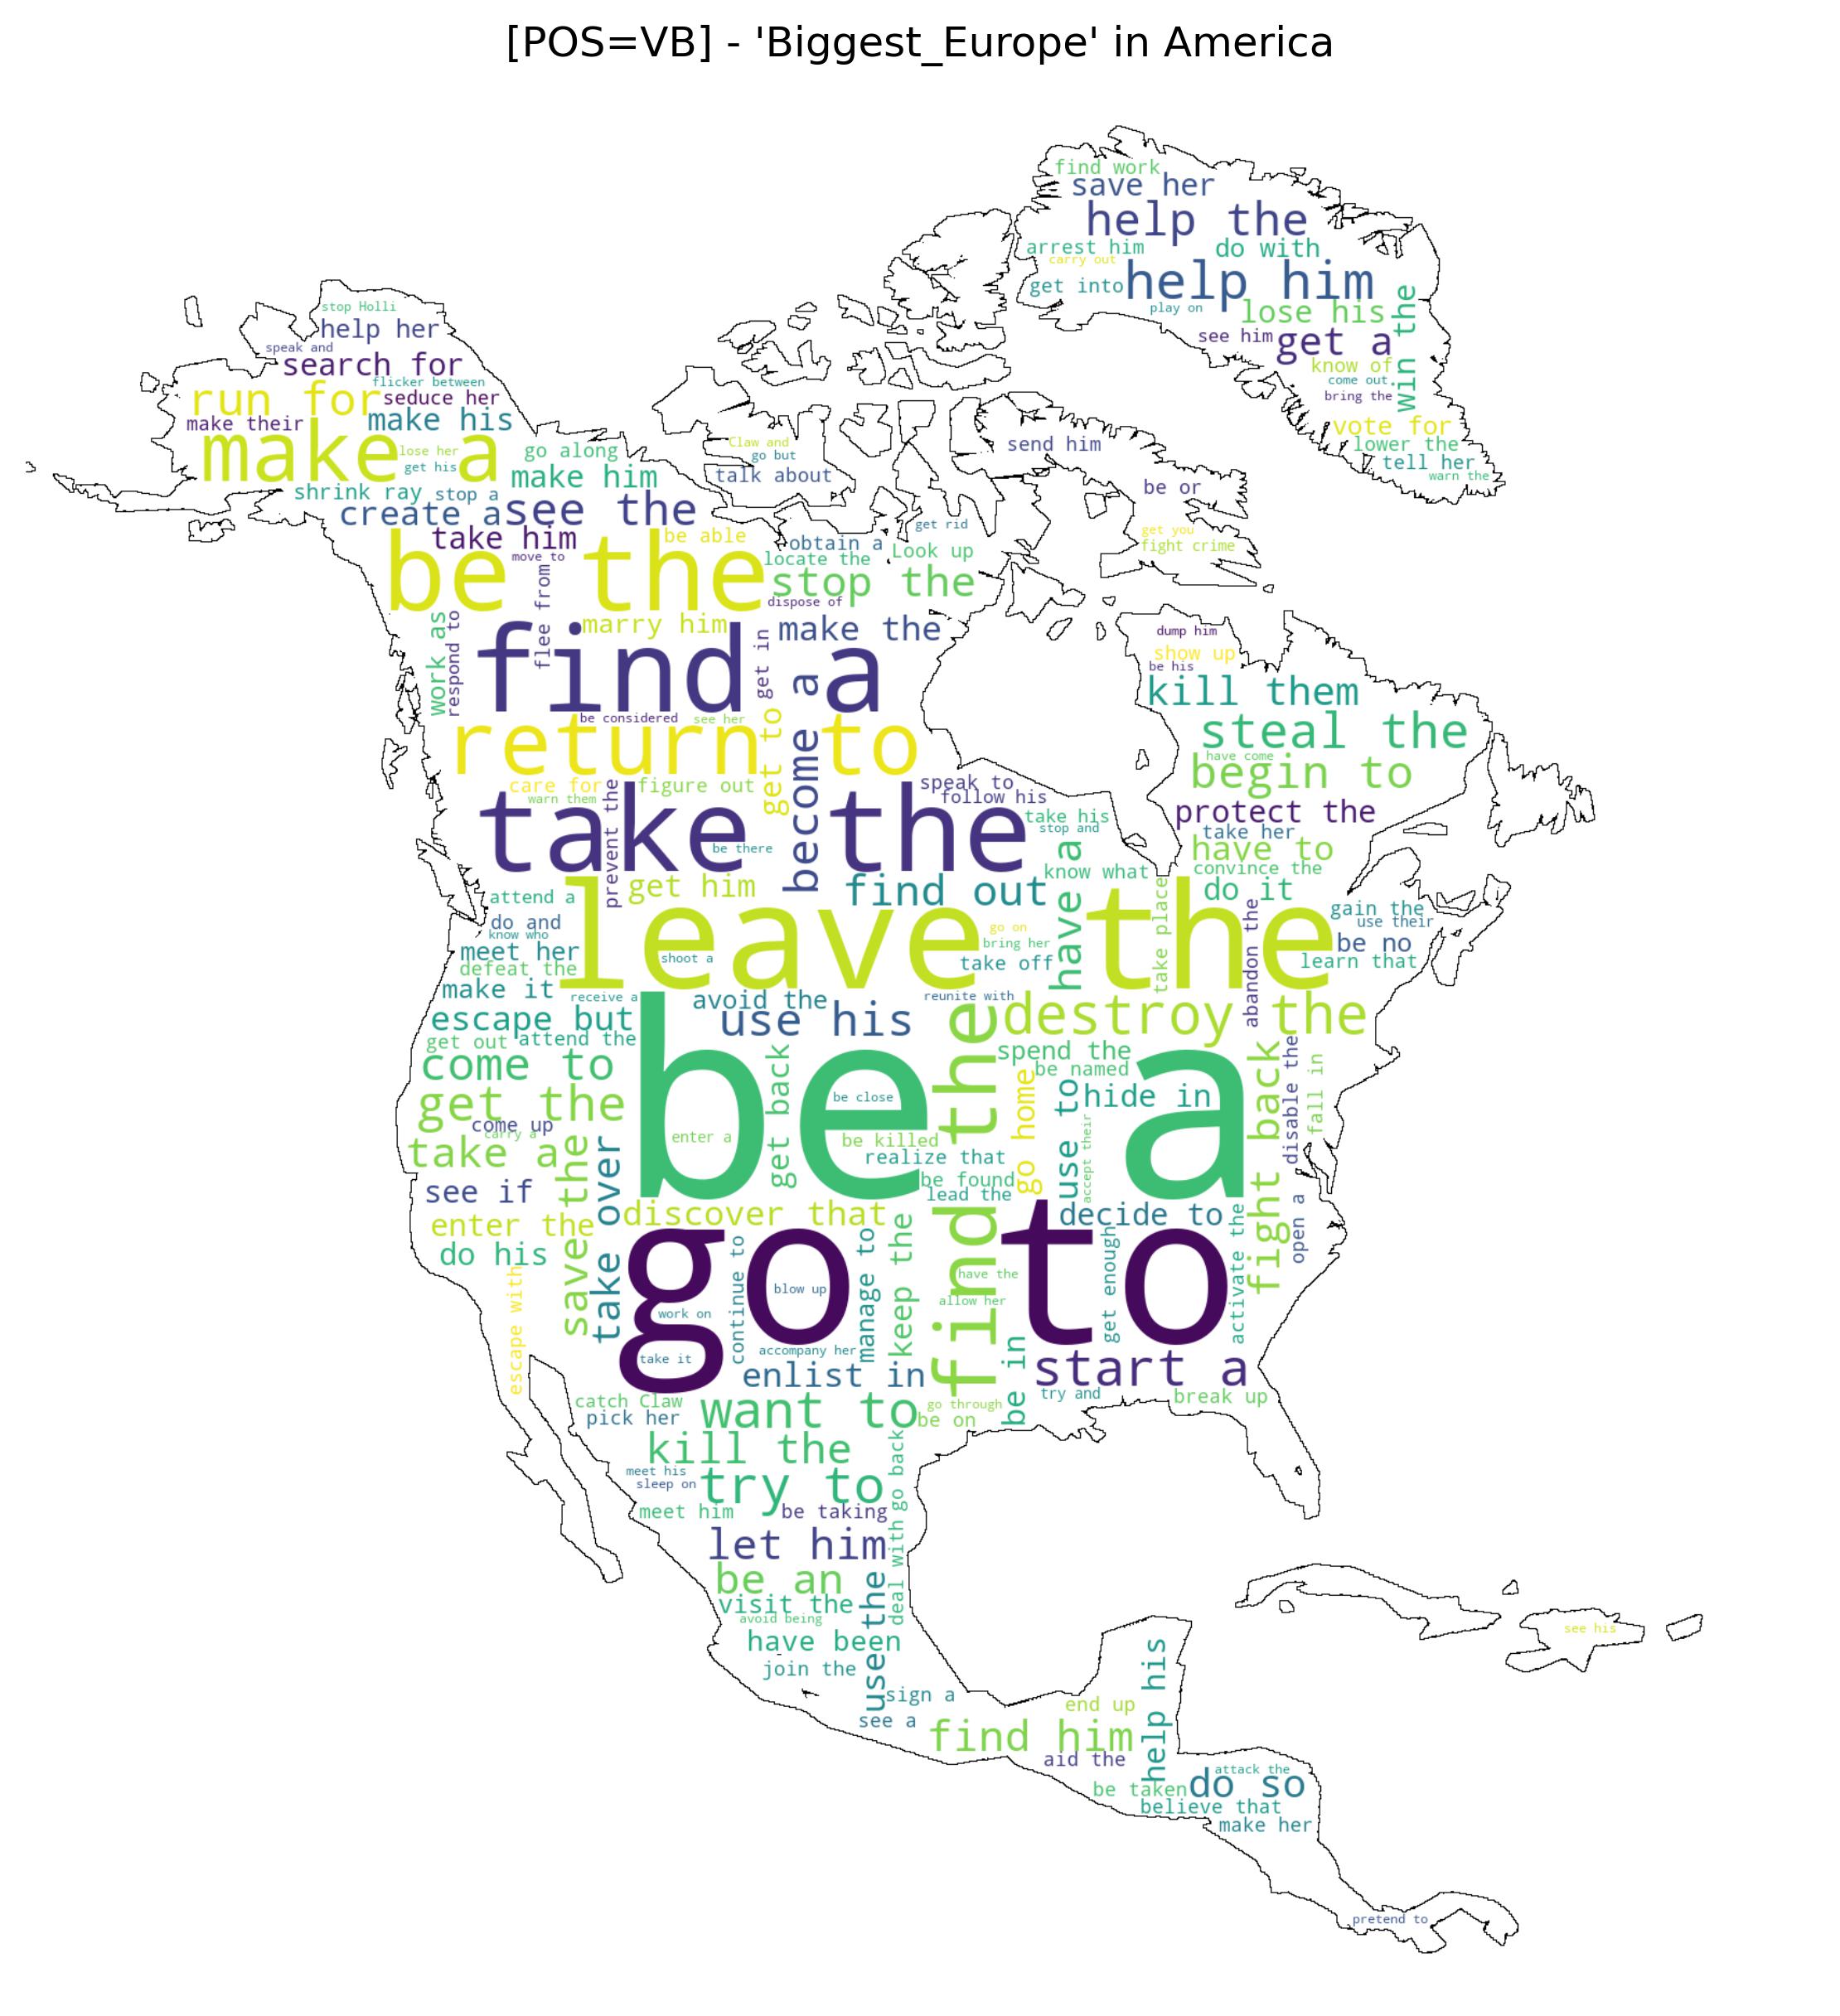 [POS=VB] - 'Biggest_Europe' in America
find work
save her
help the
arrest him
do with
carry out
help him
get into
play on
lose his
win the
see him
get a
know of
come out
bring the
vote for
lower the
tell her
warn the
stop Holli
help her
speak and
search for
flicker between
run for
seduce her
make their
make his
make a
lose her
get his
go along
make him
shrink ray
stop a
create a
see the
take him
be the
be able
move to
flee from
Claw and
go but
talk about
send him
be or
get you
fight crime
get rid
obtain a
Look up
locate the
stop the
dispose of
marry him
make the
work as
respond to
find a
get in
become a
be considered
see her
return to
get to
dump him
show up
be his
kill them
steal the
have come
begin to
protect the
take her
have to
convince the
do it
care for
figure out
warn them
prevent the
speak to
follow his
take the
take his
stop and
be there
know what
get him
find out
have a
take place
attend a
do and
know who
meet her
defeat the
leave the
go on
bring her
shoot a
take off
abandon the
gain the
use their
be no
learn that
make it
receive a
avoid the
reunite with
escape but
use his
find the
destroy the
get out
attend the
come to
spend the
be named
get the
be a
get back
be close
go home
use to
hide in
fight back
disable the
fall in
come up
carry a
enter a
be killed
accept their
take a
realize that
be found
lead the
see if
save the
take over
enter the
discover that
decide to
open a
do his
go to
continue to
manage to
keep the
have the
get enough
activate the
escape with
blow up
allow her
work on
take it
accompany her
enlist in
be in
start a
catch Claw
pick her
want to
go through
be on
try and
break up
kill the
go back
meet his
sleep on
try to
meet him
be taking
let him
deal with
be an
use the
visit the
avoid being
have been
join the
see his
sign a
end up
help his
see a
find him
aid the
attack the
be taken
do so
believe that
make her
pretend to